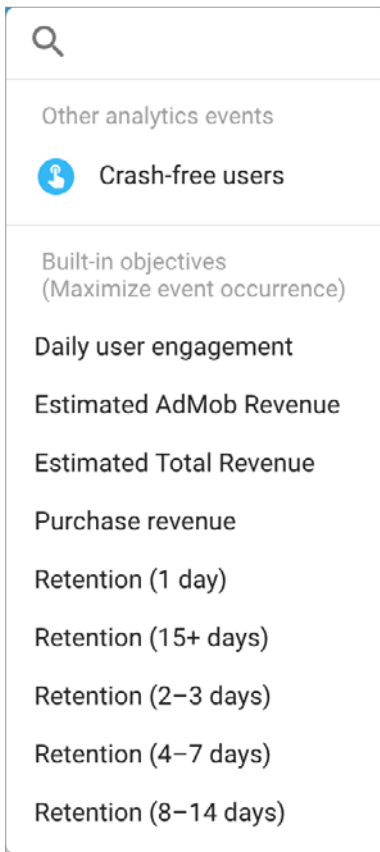 Other analytics events
Crash-free users
Built-in objectives
(Maximize event occurrence)
Daily user engagement
Estimated AdMob Revenue
Estimated Total Revenue
Purchase revenue
Retention (1 day)
Retention (15+ days)
Retention (2–3 days)
Retention (4–7 days)
Retention (8–14 days)